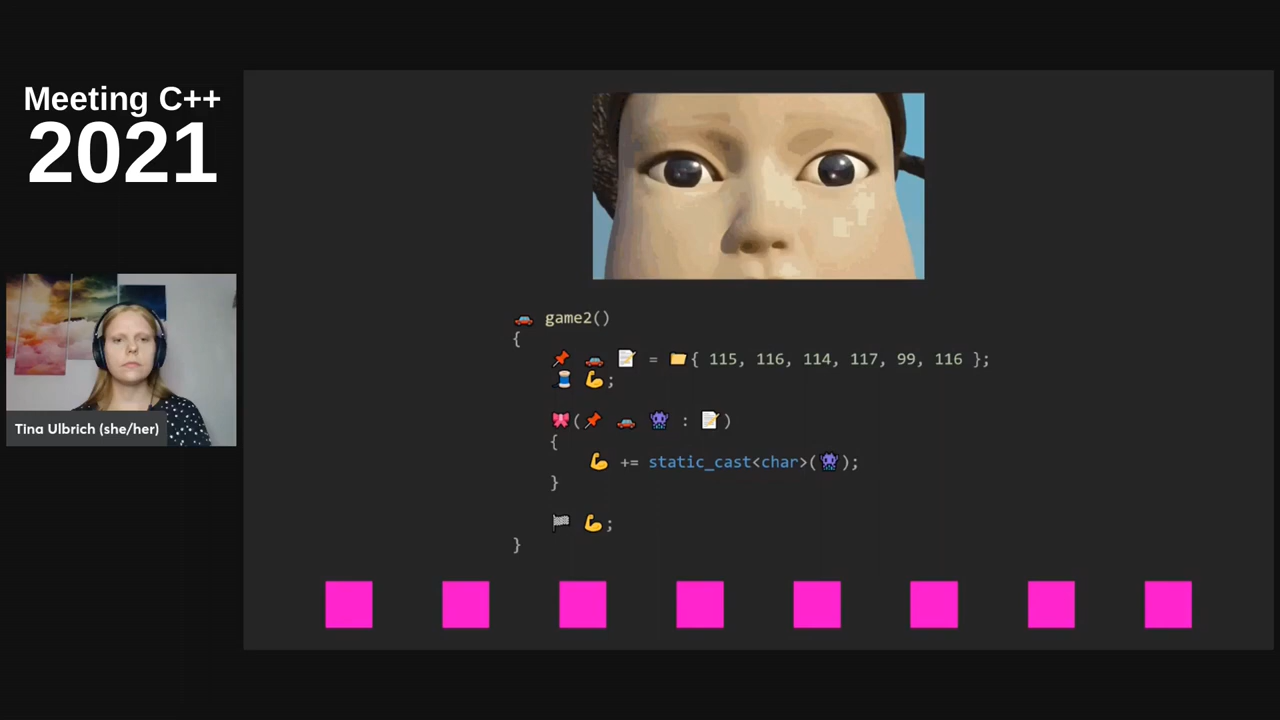 Meeting C++
2021
Tina Ulbrich (she/her)
🚗 game2()
{
📌 🚗 📝 = 📁{ 115, 116, 114, 117, 99, 116 };
🧵 💪;
🎀(📌 🚗 👾 : 📝)
{
💪 += static_cast<char>(👾);
}
🏁 💪;
}